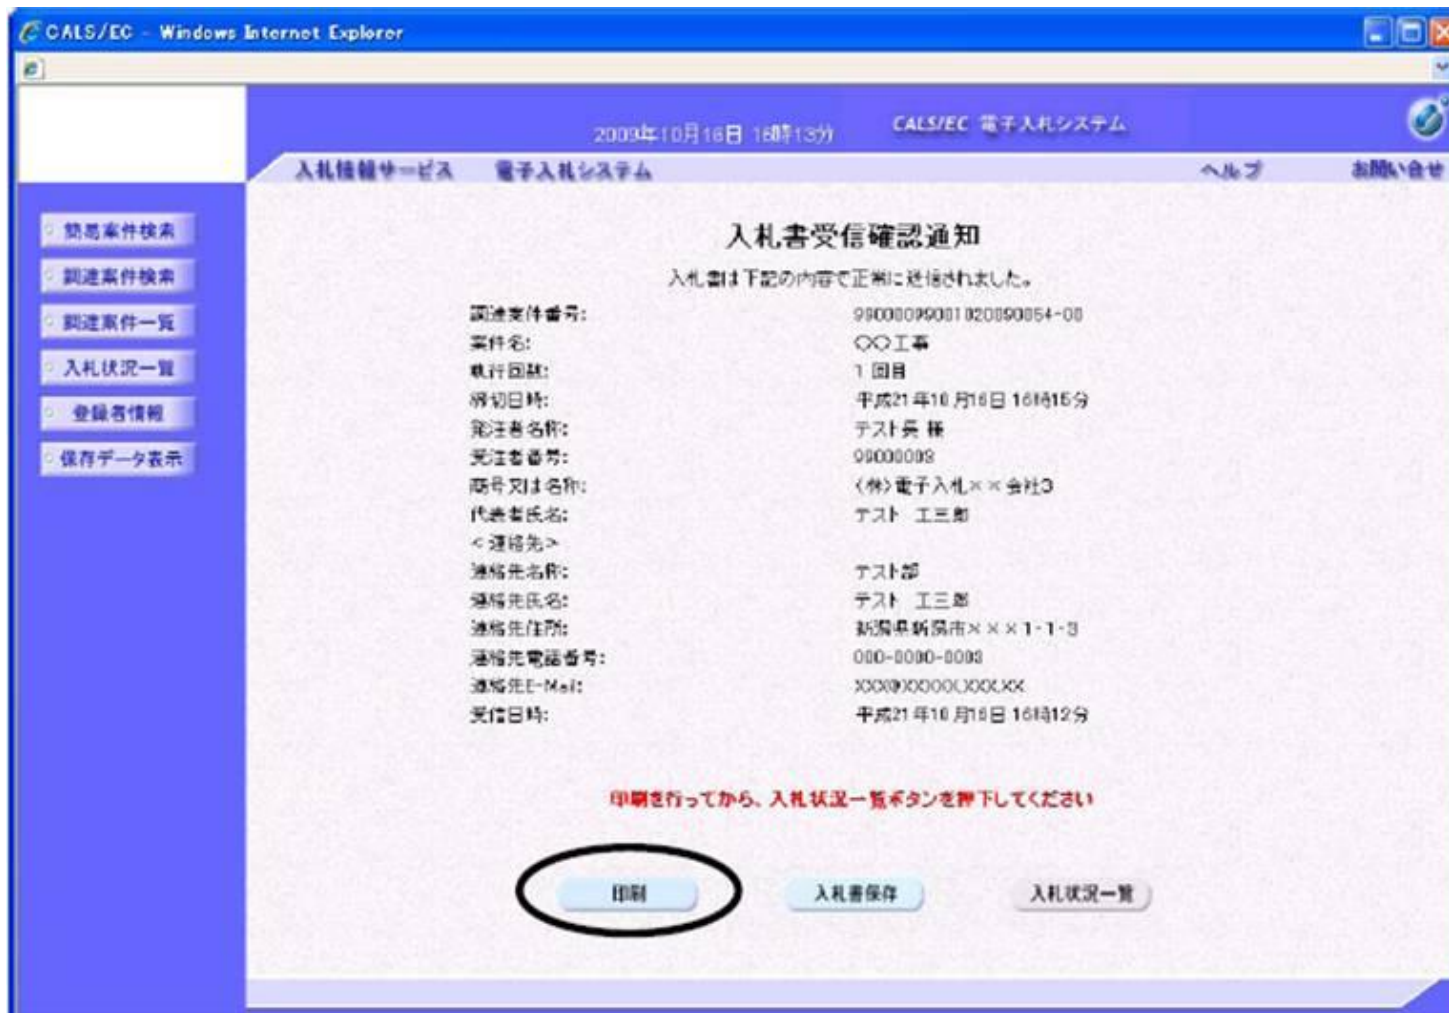 CALS/EC - Windows Internet Explorer
2009年10月16日 16時13分
CALS/EC 電子入札システム
入札情報サービス 電子入札システム ヘルプ お問い合せ
簡易案件検索
調達案件検索
調達案件一覧
入札状況一覧
登録者情報
保存データ表示
入札書受信確認通知
入札書は下記の内容で正常に送信されました。
調達案件番号:
案件名: 〇〇工事
執行回数: 1 回目
締切日時: 平成21年10月16日 16時15分
発注者名称: テスト長 様
受注者番号:
商号又は名称: (株)電子入札××会社3
代表者氏名: テスト 工三郎
<連絡先>
連絡先名称: テスト部
連絡先氏名: テスト 工三郎
連絡先住所: 新潟県新潟市×××1-1-3
連絡先電話番号:
連絡先E-Mail:
受信日時: 平成21年10月16日 16時12分
印刷を行ってから、入札状況一覧ボタンを押下してください
印刷 入札書保存 入札状況一覧